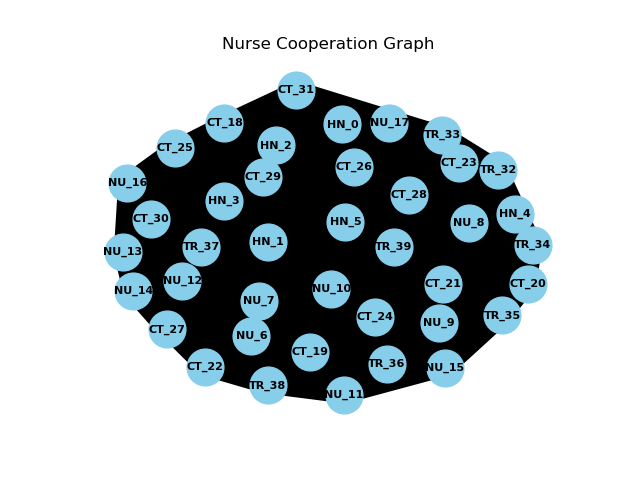 Nurse Cooperation Graph
CT_31
CT_18
HN_0
NU_17
TR_33
HN_2
CT_25
CT_26
CT_23
TR_32
CT_29
NU_16
CT_28
HN_3
HN_4
CT_30
HN_5
NU_8
HN_1
TR_37
TR_39
TR_34
NU_13
NU_12
CT_21
CT_20
NU_14
NU_10
NU_7
TR_35
CT_24
NU_9
CT_27
NU_6
CT_19
TR_36
CT_22
NU_15
TR_38
NU_11